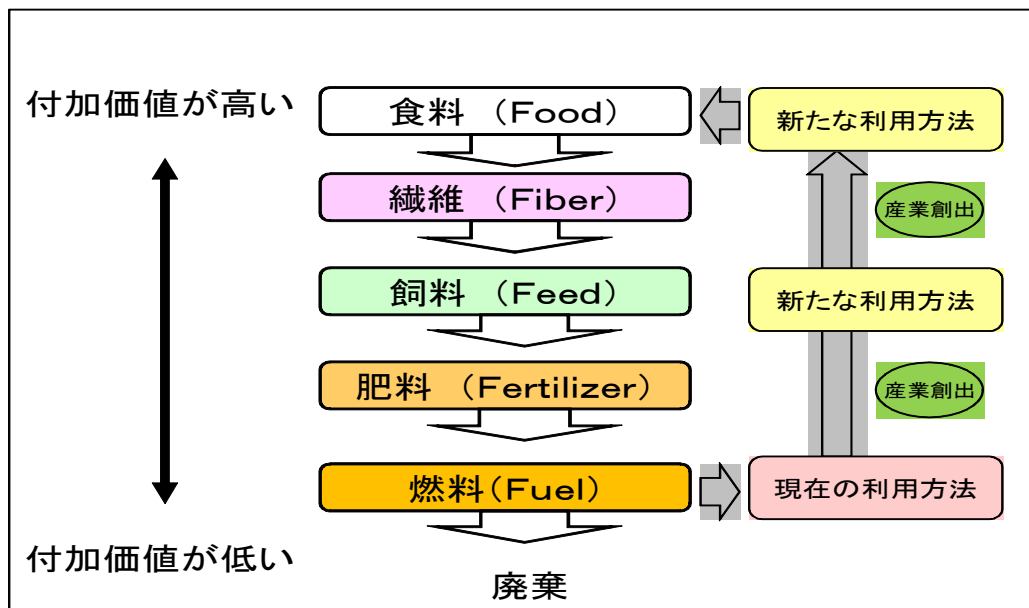 付加価値が高い
食料 （Food）
新たな利用方法
繊維 （Fiber）
産業創出
飼料 （Feed）
新たな利用方法
肥料 （Fertilizer）
産業創出
燃料（Fuel）
現在の利用方法
付加価値が低い
廃棄